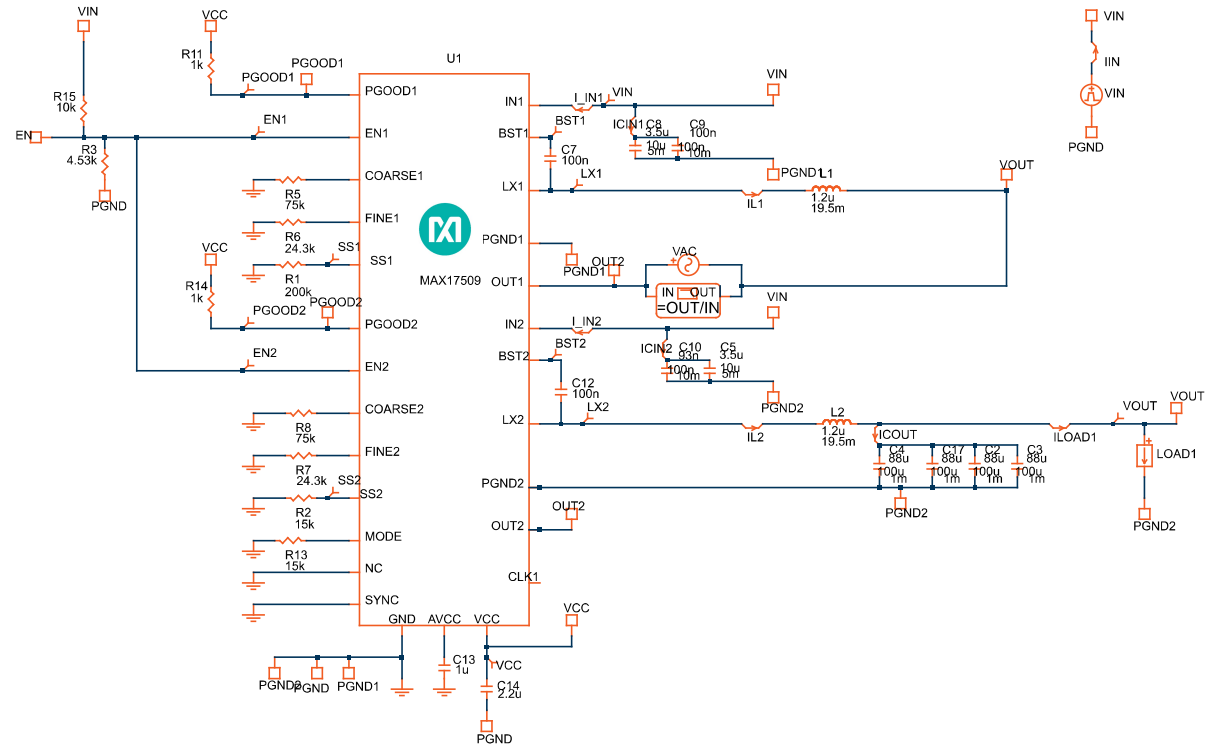 VIN
VCC
R11
1k
PGOOD1
PGOOD1
R15
10k
EN
EN1
R3
4.53k
PGND
R5
75k
R6
24.3k
VCC
SS1
R1
200k
R14
1k
PGOOD2
PGOOD2
EN2
R8
75k
R7
24.3k
SS2
R2
15k
R13
15k
U1
PGOOD1
EN1
COARSE1
FINE1
SS1
PGOOD2
EN2
COARSE2
FINE2
SS2
MODE
NC
SYNC
MAX17509
IN1
BST1
LX1
PGND1
OUT1
IN2
BST2
LX2
PGND2
OUT2
CLK1
GND
AVCC
VCC
I_IN1
VIN
VIN
BST1
ICIN1
C8
3.5u
10u
5m
C9
100n
100n
10m
C7
100n
LX1
PGND1
IL1
L1
1.2u
19.5m
VOUT
PGND1
OUT2
VAC
IN
OUT
=OUT/IN
I_IN2
VIN
BST2
ICIN2
C10
93n
100n
10m
C5
3.5u
10u
5m
C12
100n
PGND2
LX2
IL2
L2
1.2u
19.5m
ICOUT
ILOAD1
VOUT
VOUT
C4
88u
100u
1m
C17
88u
100u
1m
C2
88u
100u
1m
C3
88u
100u
1m
LOAD1
PGND2
PGND2
OUT2
VCC
VCC
C13
1u
C14
2.2u
PGND
PGND2
PGND
PGND1
VIN
IIN
VIN
PGND